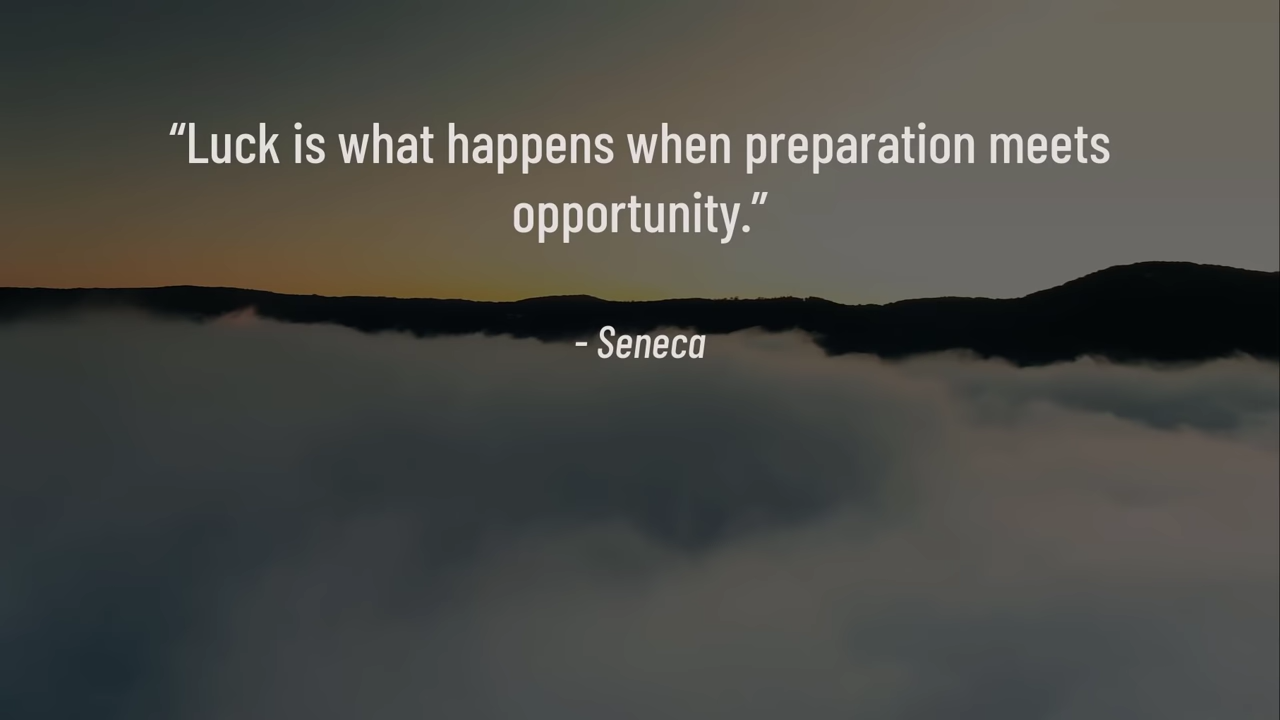 “Luck is what happens when preparation meets
opportunity.”
- Seneca